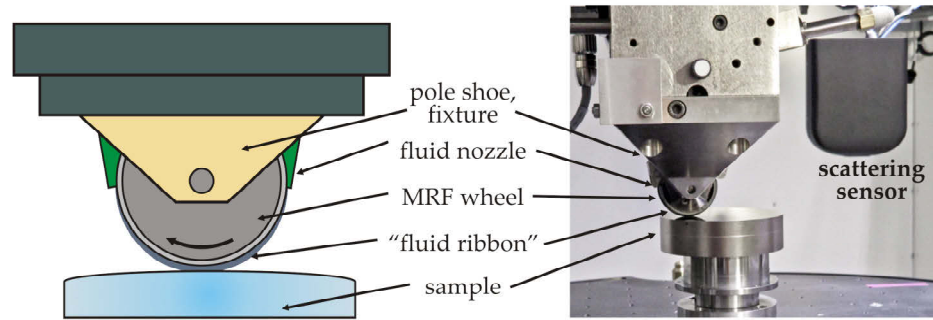 pole shoe,
fixture
fluid nozzle
MRF wheel
“fluid ribbon”
sample
scattering
sensor